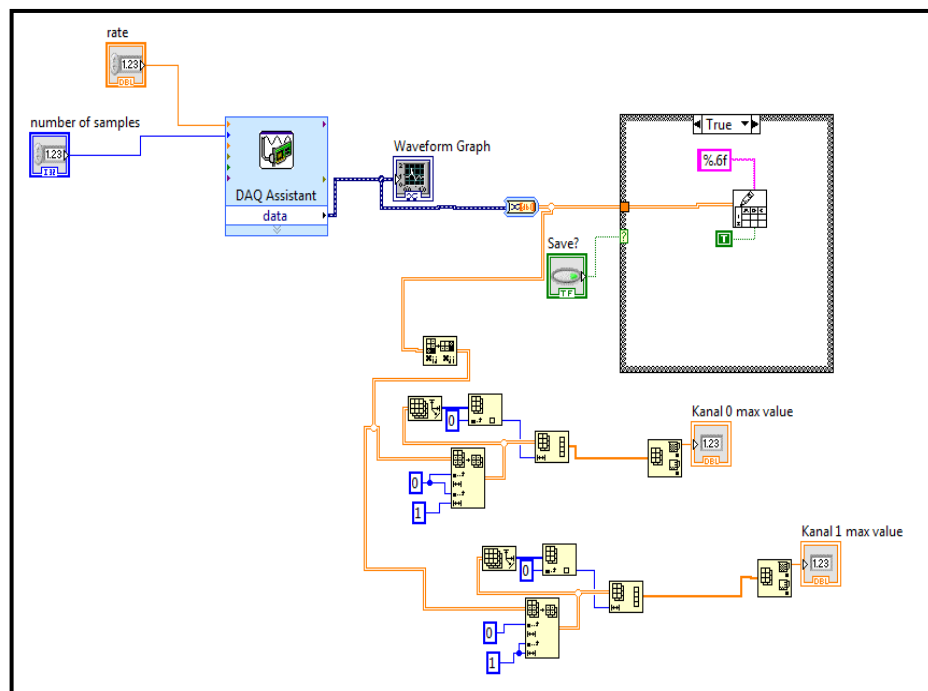 rate
1.23
DBL
number of samples
1.23
I32
DAQ Assistant
data
Waveform Graph
True
%.6f
T
?
Save?
TF
0
Kanal 0 max value
1.23
DBL
0
1
Kanal 1 max value
1.23
DBL
0
0
1